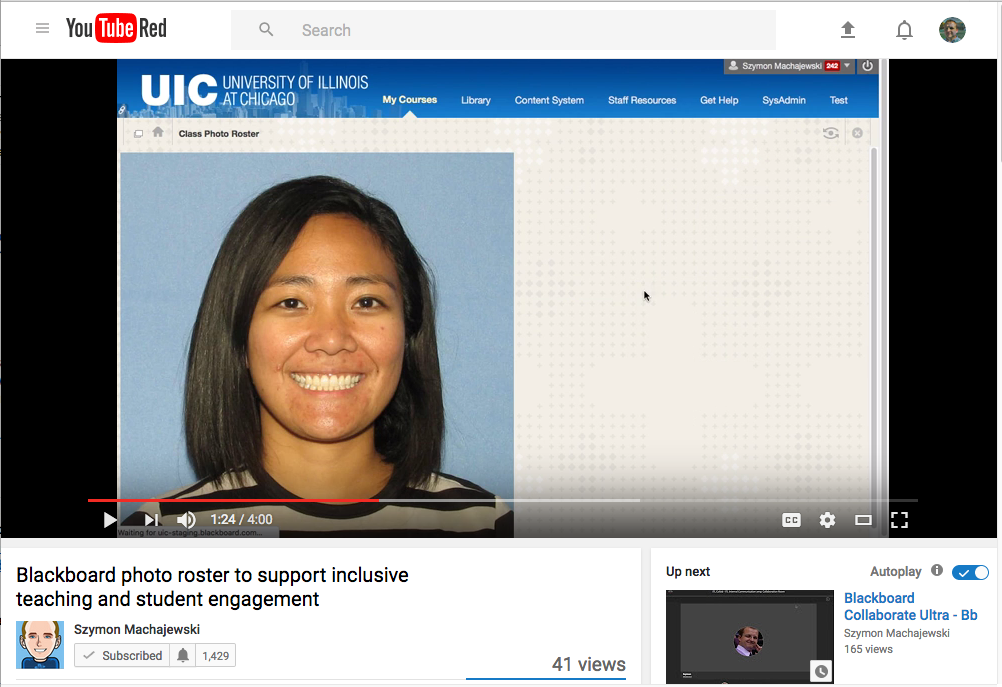 YouTube Red
Search
UIC UNIVERSITY OF ILLINOIS
AT CHICAGO
Szymon Machajewski 242
My Courses Library Content System Staff Resources Get Help SysAdmin Test
Class Photo Roster
1:24 / 4:00
CC
Waiting for uic-staging.blackboard.com...
Blackboard photo roster to support inclusive
teaching and student engagement
Szymon Machajewski
Subscribed 1,429
41 views
Up next
Autoplay
Blackboard
Collaborate Ultra - Bb
Szymon Machajewski
165 views